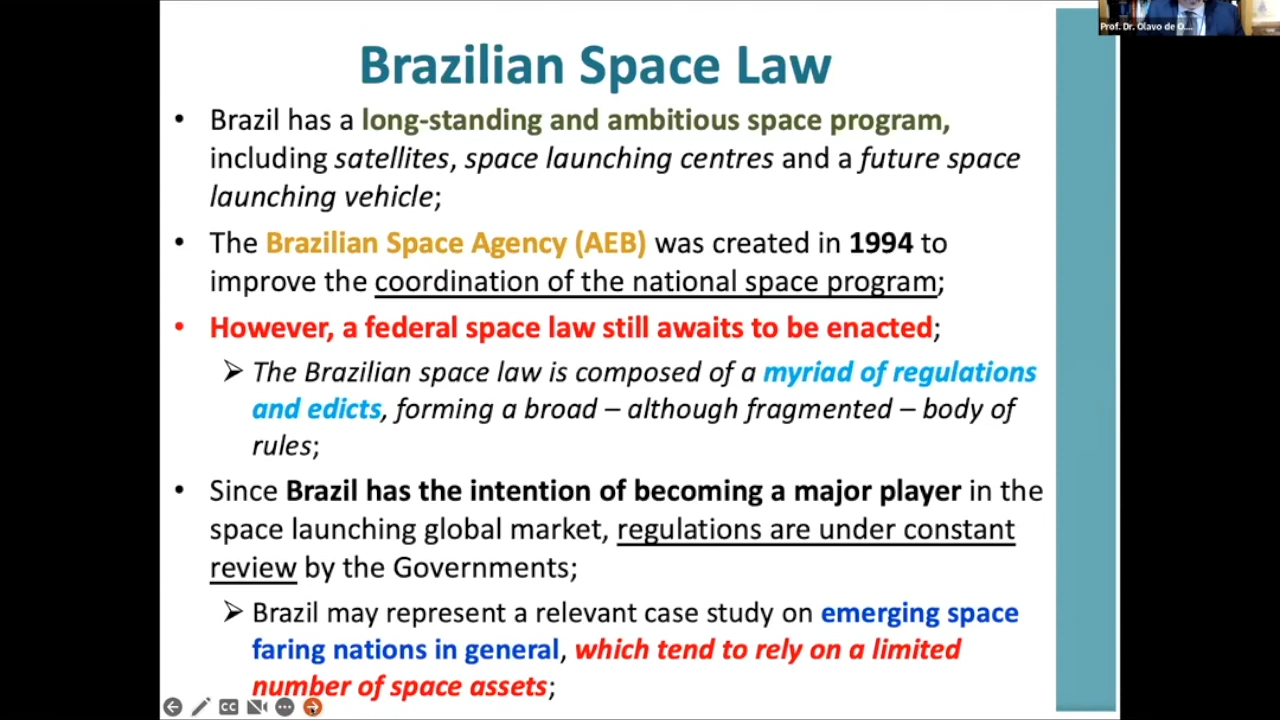 Prof. Dr. Olavo de O....
Brazilian Space Law
• Brazil has a long-standing and ambitious space program,
including satellites, space launching centres and a future space
launching vehicle;
• The Brazilian Space Agency (AEB) was created in 1994 to
improve the coordination of the national space program;
• However, a federal space law still awaits to be enacted;
➢ The Brazilian space law is composed of a myriad of regulations
and edicts, forming a broad – although fragmented – body of
rules;
• Since Brazil has the intention of becoming a major player in the
space launching global market, regulations are under constant
review by the Governments;
➢ Brazil may represent a relevant case study on emerging space
faring nations in general, which tend to rely on a limited
number of space assets;
CC